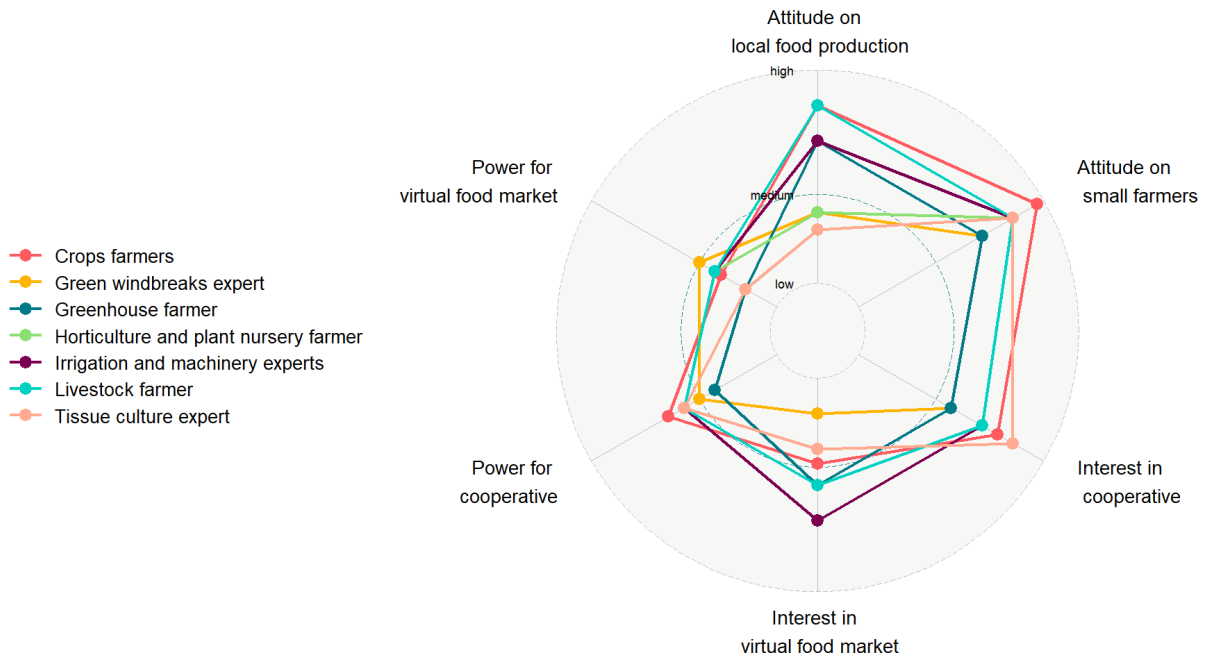 Attitude on
local food production
high
Power for
virtual food market
Attitude on
small farmers
medium
low
Crops farmers
Green windbreaks expert
Greenhouse farmer
Horticulture and plant nursery farmer
Irrigation and machinery experts
Livestock farmer
Tissue culture expert
Power for
cooperative
Interest in
cooperative
Interest in
virtual food market